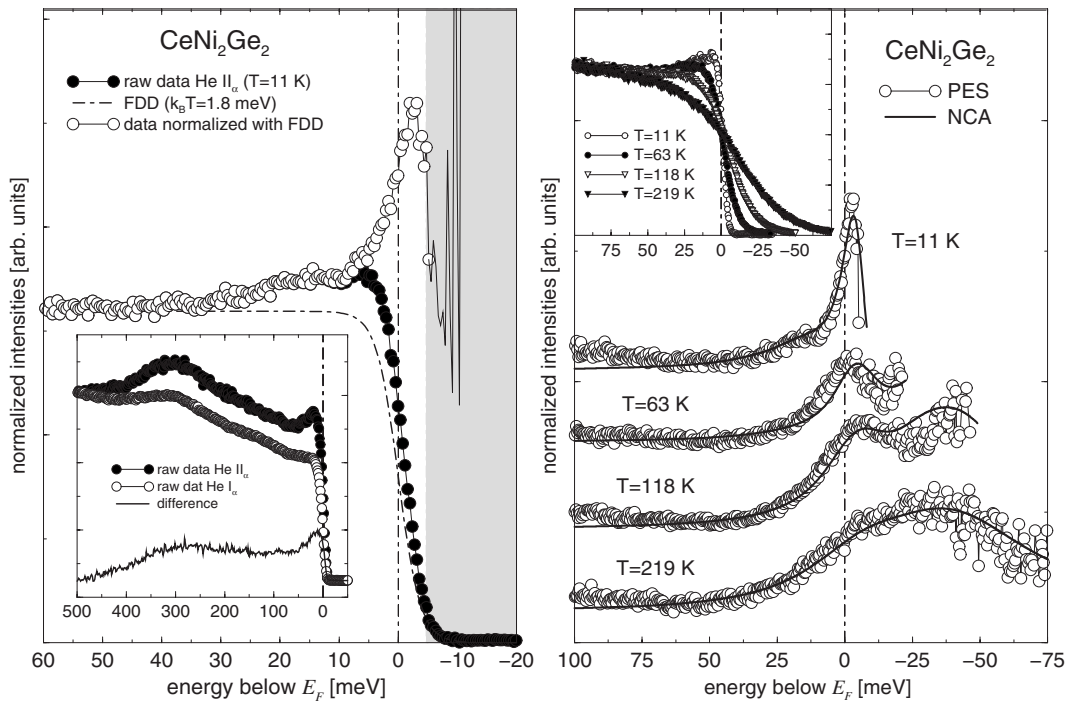 CeNi2Ge2
raw data He IIα (T=11 K)
FDD (kBT=1.8 meV)
data normalized with FDD
normalized intensities [arb. units]
raw data He IIα
raw dat He Iα
difference
500 400 300 200 100 0
60 50 40 30 20 10 0 −10 −20
energy below EF [meV]
CeNi2Ge2
PES
NCA
T=11 K
T=63 K
T=118 K
T=219 K
100 75 50 25 0 −25 −50
normalized intensities [arb. units]
T=11 K
T=63 K
T=118 K
T=219 K
100 75 50 25 0 −25 −50 −75
energy below EF [meV]